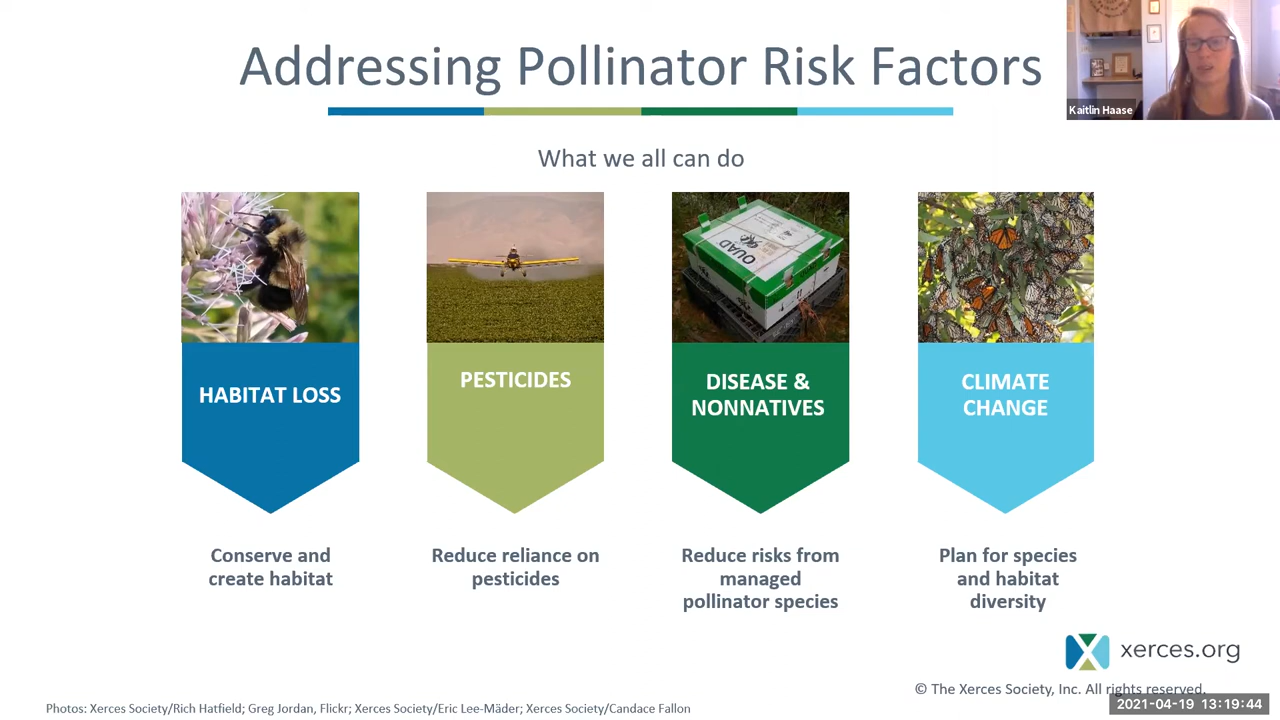 Addressing Pollinator Risk Factors
Kaitlin Haase
What we all can do
QUAD
HABITAT LOSS
PESTICIDES
DISEASE &
NONNATIVES
CLIMATE
CHANGE
Conserve and
create habitat
Reduce reliance on
pesticides
Reduce risks from
managed
pollinator species
Plan for species
and habitat
diversity
xerces.org
© The Xerces Society, Inc. All rights reserved.
2021-04-19 13:19:44
Photos: Xerces Society/Rich Hatfield; Greg Jordan, Flickr; Xerces Society/Eric Lee-Mäder; Xerces Society/Candace Fallon